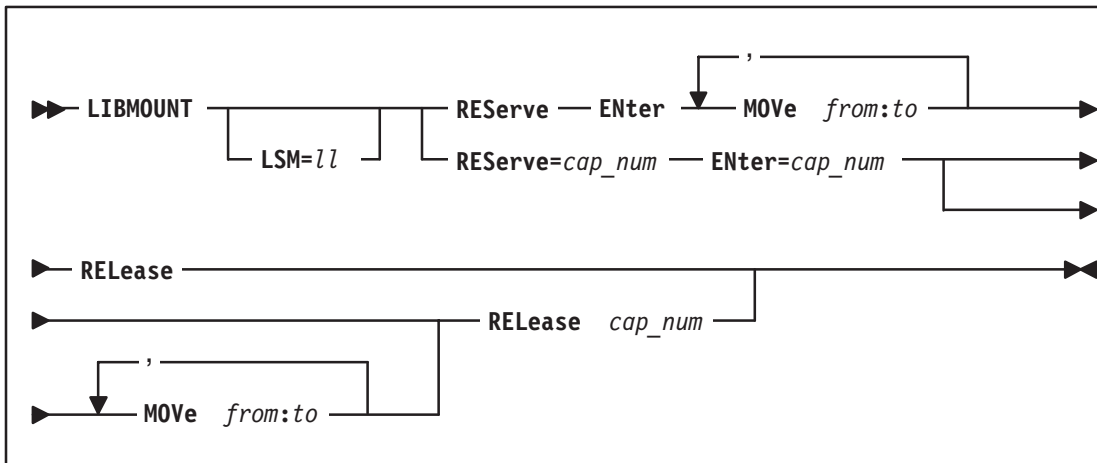 ,
LIBMOUNT REServe ENter MOVe from:to
LSM=ll REServe=cap_num ENter=cap_num
RELease
RELease cap_num
,
MOVe from:to